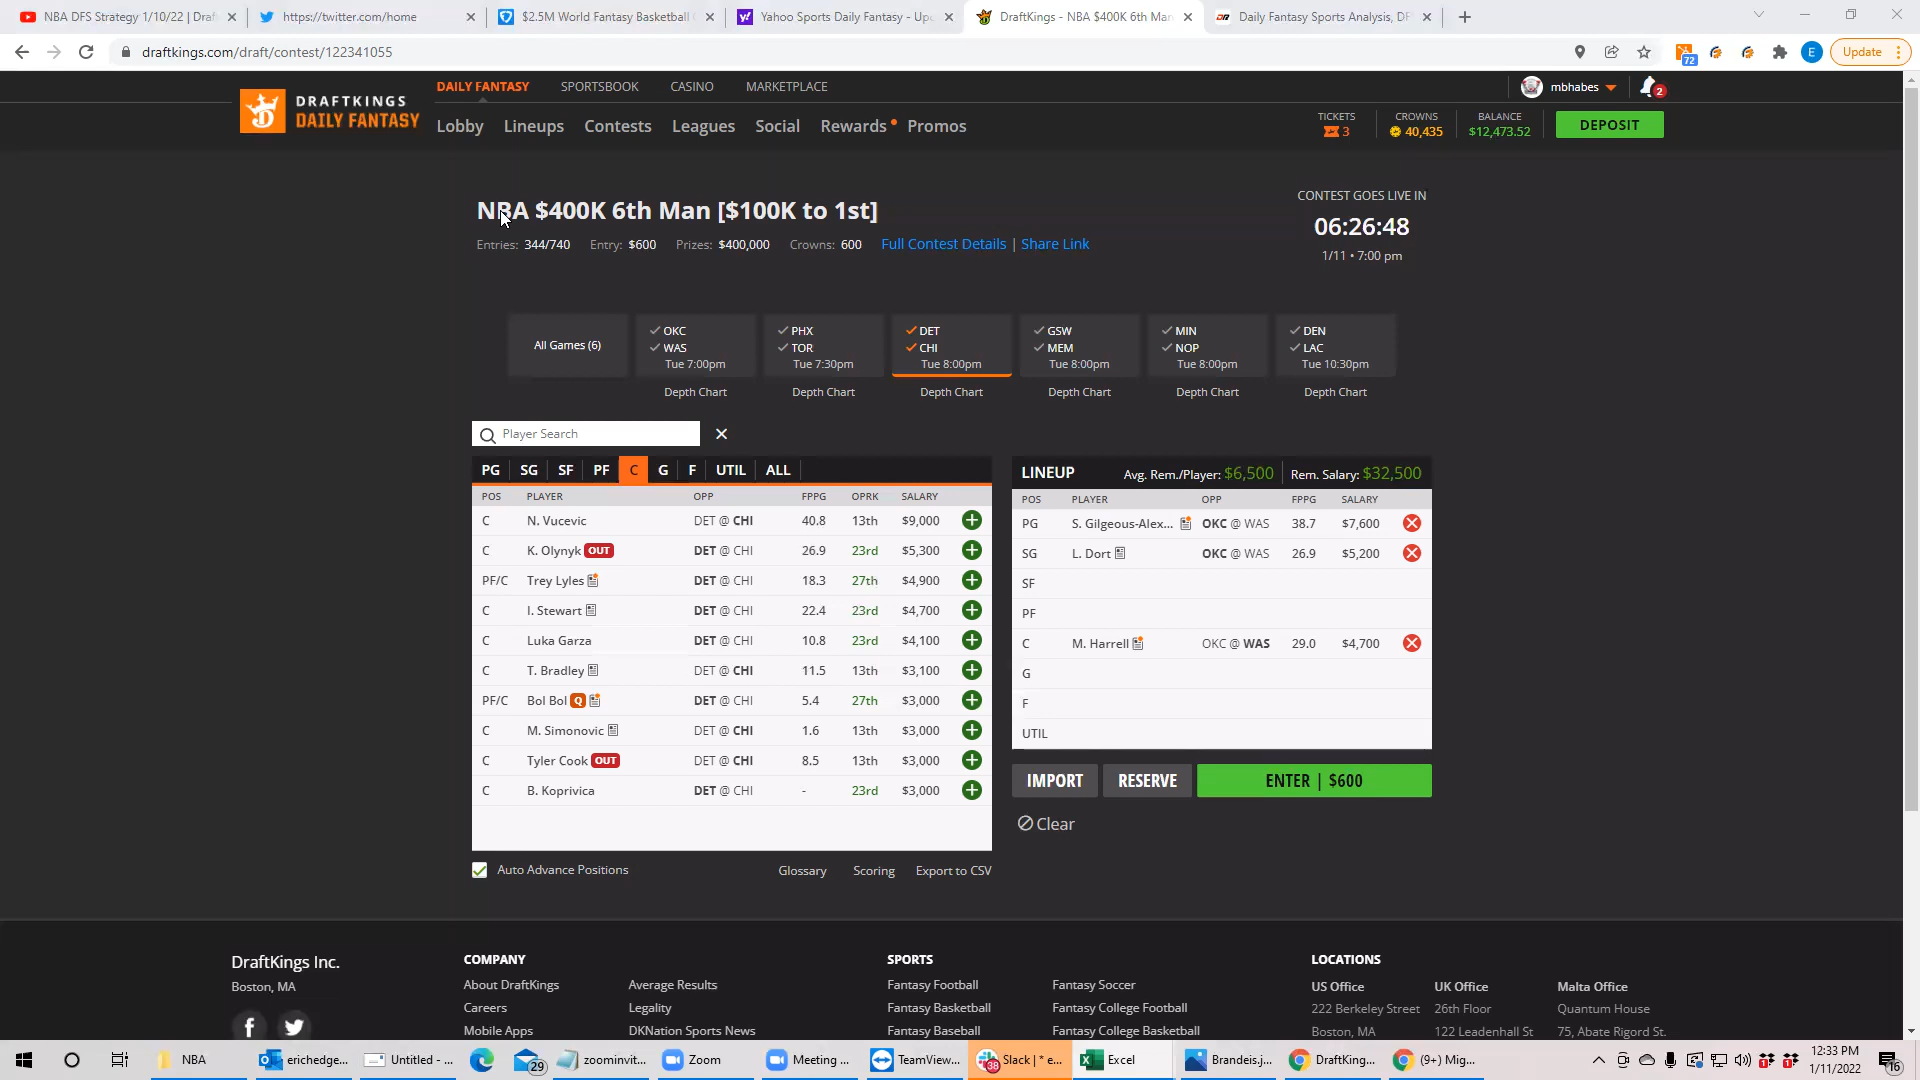 NBA DFS Strategy 1/10/22 | Draf
https://twitter.com/home
$2.5M World Fantasy Basketball
Yahoo Sports Daily Fantasy - Up
DraftKings - NBA $400K 6th Man
Daily Fantasy Sports Analysis, DF
draftkings.com/draft/contest/122341055
72
E
Update
DRAFTKINGS
DAILY FANTASY
DAILY FANTASY SPORTSBOOK CASINO MARKETPLACE
mbhabes 2
Lobby Lineups Contests Leagues Social Rewards Promos
TICKETS 3
CROWNS 40,435
BALANCE $12,473.52
DEPOSIT
NBA $400K 6th Man [$100K to 1st]
Entries: 344/740 Entry: $600 Prizes: $400,000 Crowns: 600 Full Contest Details | Share Link
CONTEST GOES LIVE IN
06:26:48
1/11 • 7:00 pm
All Games (6)
OKC WAS Tue 7:00pm Depth Chart
PHX TOR Tue 7:30pm Depth Chart
DET CHI Tue 8:00pm Depth Chart
GSW MEM Tue 8:00pm Depth Chart
MIN NOP Tue 8:00pm Depth Chart
DEN LAC Tue 10:30pm Depth Chart
Player Search
PG SG SF PF C G F UTIL ALL
POS PLAYER OPP FPPG OPRK SALARY
C N. Vucevic DET @ CHI 40.8 13th $9,000
C K. Olynyk OUT DET @ CHI 26.9 23rd $5,300
PF/C Trey Lyles DET @ CHI 18.3 27th $4,900
C I. Stewart DET @ CHI 22.4 23rd $4,700
C Luka Garza DET @ CHI 10.8 23rd $4,100
C T. Bradley DET @ CHI 11.5 13th $3,100
PF/C Bol Bol Q DET @ CHI 5.4 27th $3,000
C M. Simonovic DET @ CHI 1.6 13th $3,000
C Tyler Cook OUT DET @ CHI 8.5 13th $3,000
C B. Koprivica DET @ CHI - 23rd $3,000
Auto Advance Positions Glossary Scoring Export to CSV
LINEUP Avg. Rem./Player: $6,500 Rem. Salary: $32,500
POS PLAYER OPP FPPG SALARY
PG S. Gilgeous-Alex... OKC @ WAS 38.7 $7,600
SG L. Dort OKC @ WAS 26.9 $5,200
SF
PF
C M. Harrell OKC @ WAS 29.0 $4,700
G
F
UTIL
IMPORT RESERVE ENTER | $600
Clear
DraftKings Inc.
Boston, MA
COMPANY
About DraftKings Average Results
Careers Legality
Mobile Apps DKNation Sports News
SPORTS
Fantasy Football Fantasy Soccer
Fantasy Basketball Fantasy College Football
Fantasy Baseball Fantasy College Basketball
LOCATIONS
US Office UK Office Malta Office
222 Berkeley Street 26th Floor Quantum House
Boston, MA 122 Leadenhall St 75, Abate Rigord St.
NBA
erichedge...
Untitled - ...
29
zoominvit...
Zoom
Meeting ...
TeamView...
38
Slack | * e...
Excel
Brandeis.j...
DraftKing...
(9+) Mig...
12:33 PM
1/11/2022
16